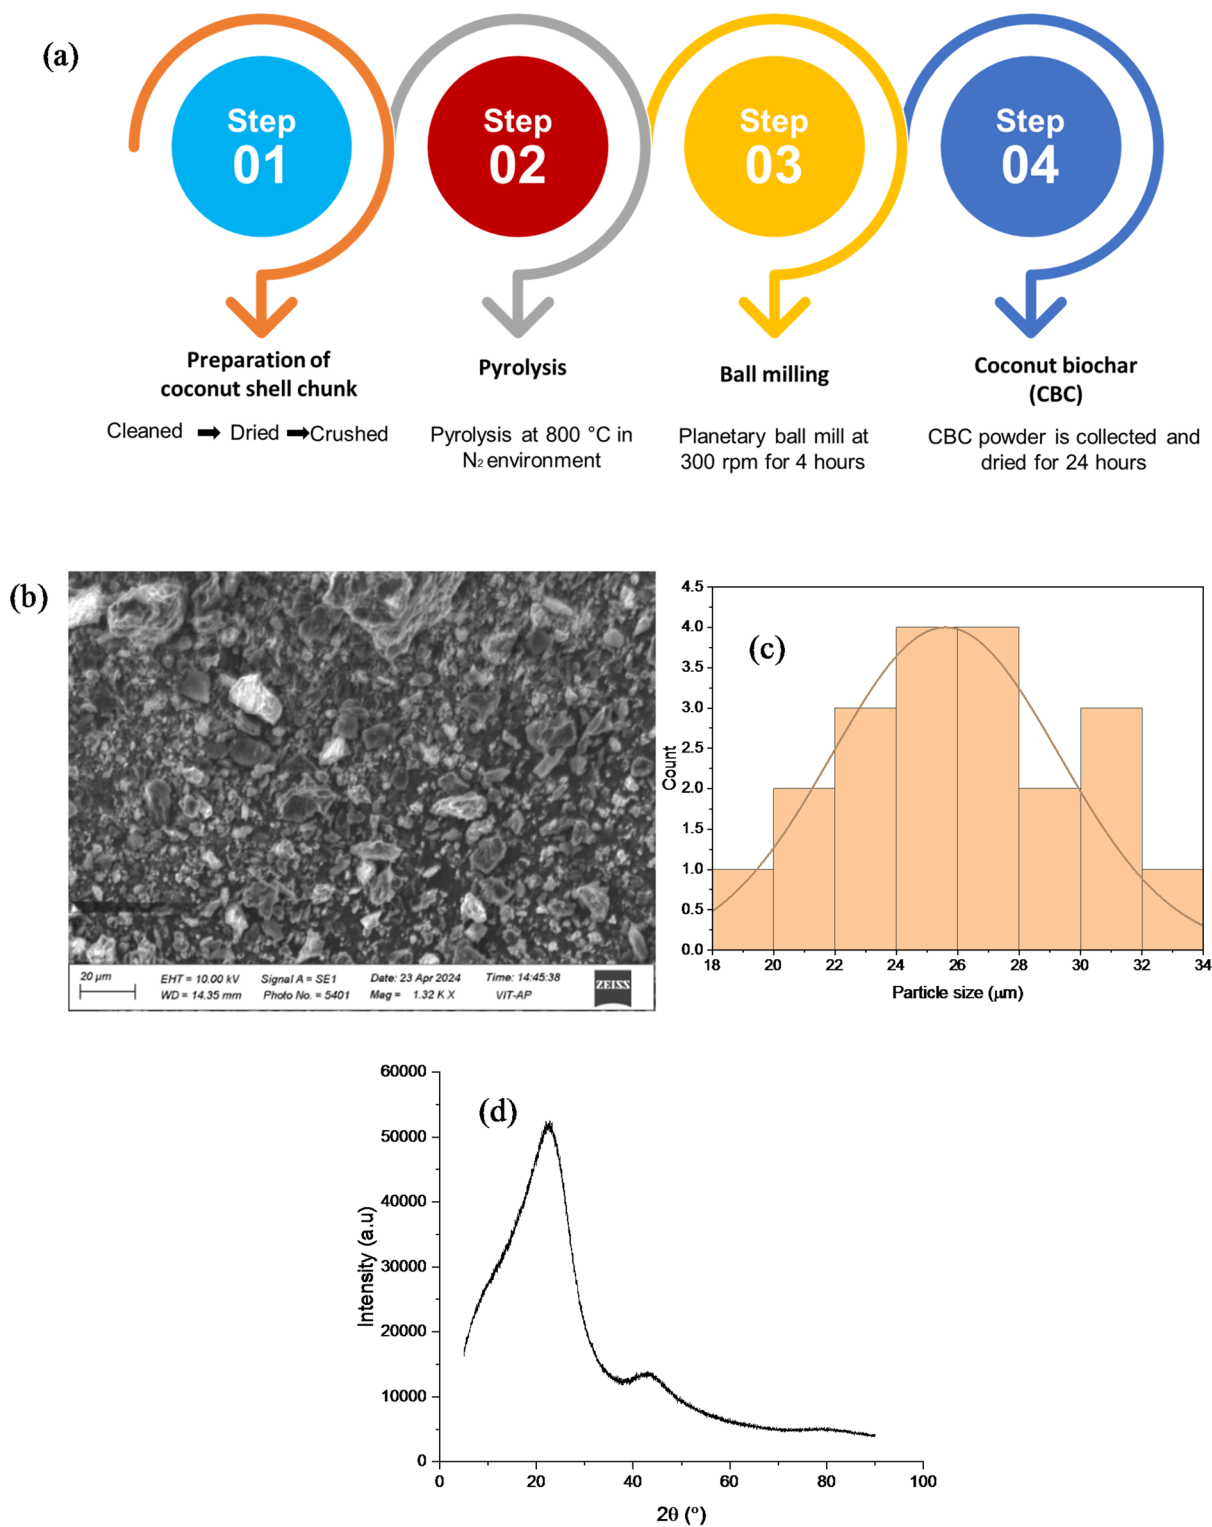 (a)
Step
01
Step
02
Step
03
Step
04
Preparation of
coconut shell chunk
Cleaned Dried Crushed
Pyrolysis
Pyrolysis at 800 °C in
N2 environment
Ball milling
Planetary ball mill at
300 rpm for 4 hours
Coconut biochar
(CBC)
CBC powder is collected and
dried for 24 hours
(b)
20 µm
EHT = 10.00 kV
Signal A = SE1
Date: 23 Apr 2024
Time: 14:45:38
WD = 14.35 mm
Photo No. = 5401
Mag = 1.32 K X
VIT-AP
ZEISS
(c)
4.5
4.0
3.5
3.0
2.5
2.0
1.5
1.0
0.5
0.0
Count
18 20 22 24 26 28 30 32 34
Particle size (µm)
(d)
60000
50000
40000
30000
20000
10000
0
Intensity (a.u)
0 20 40 60 80 100
2θ (°)